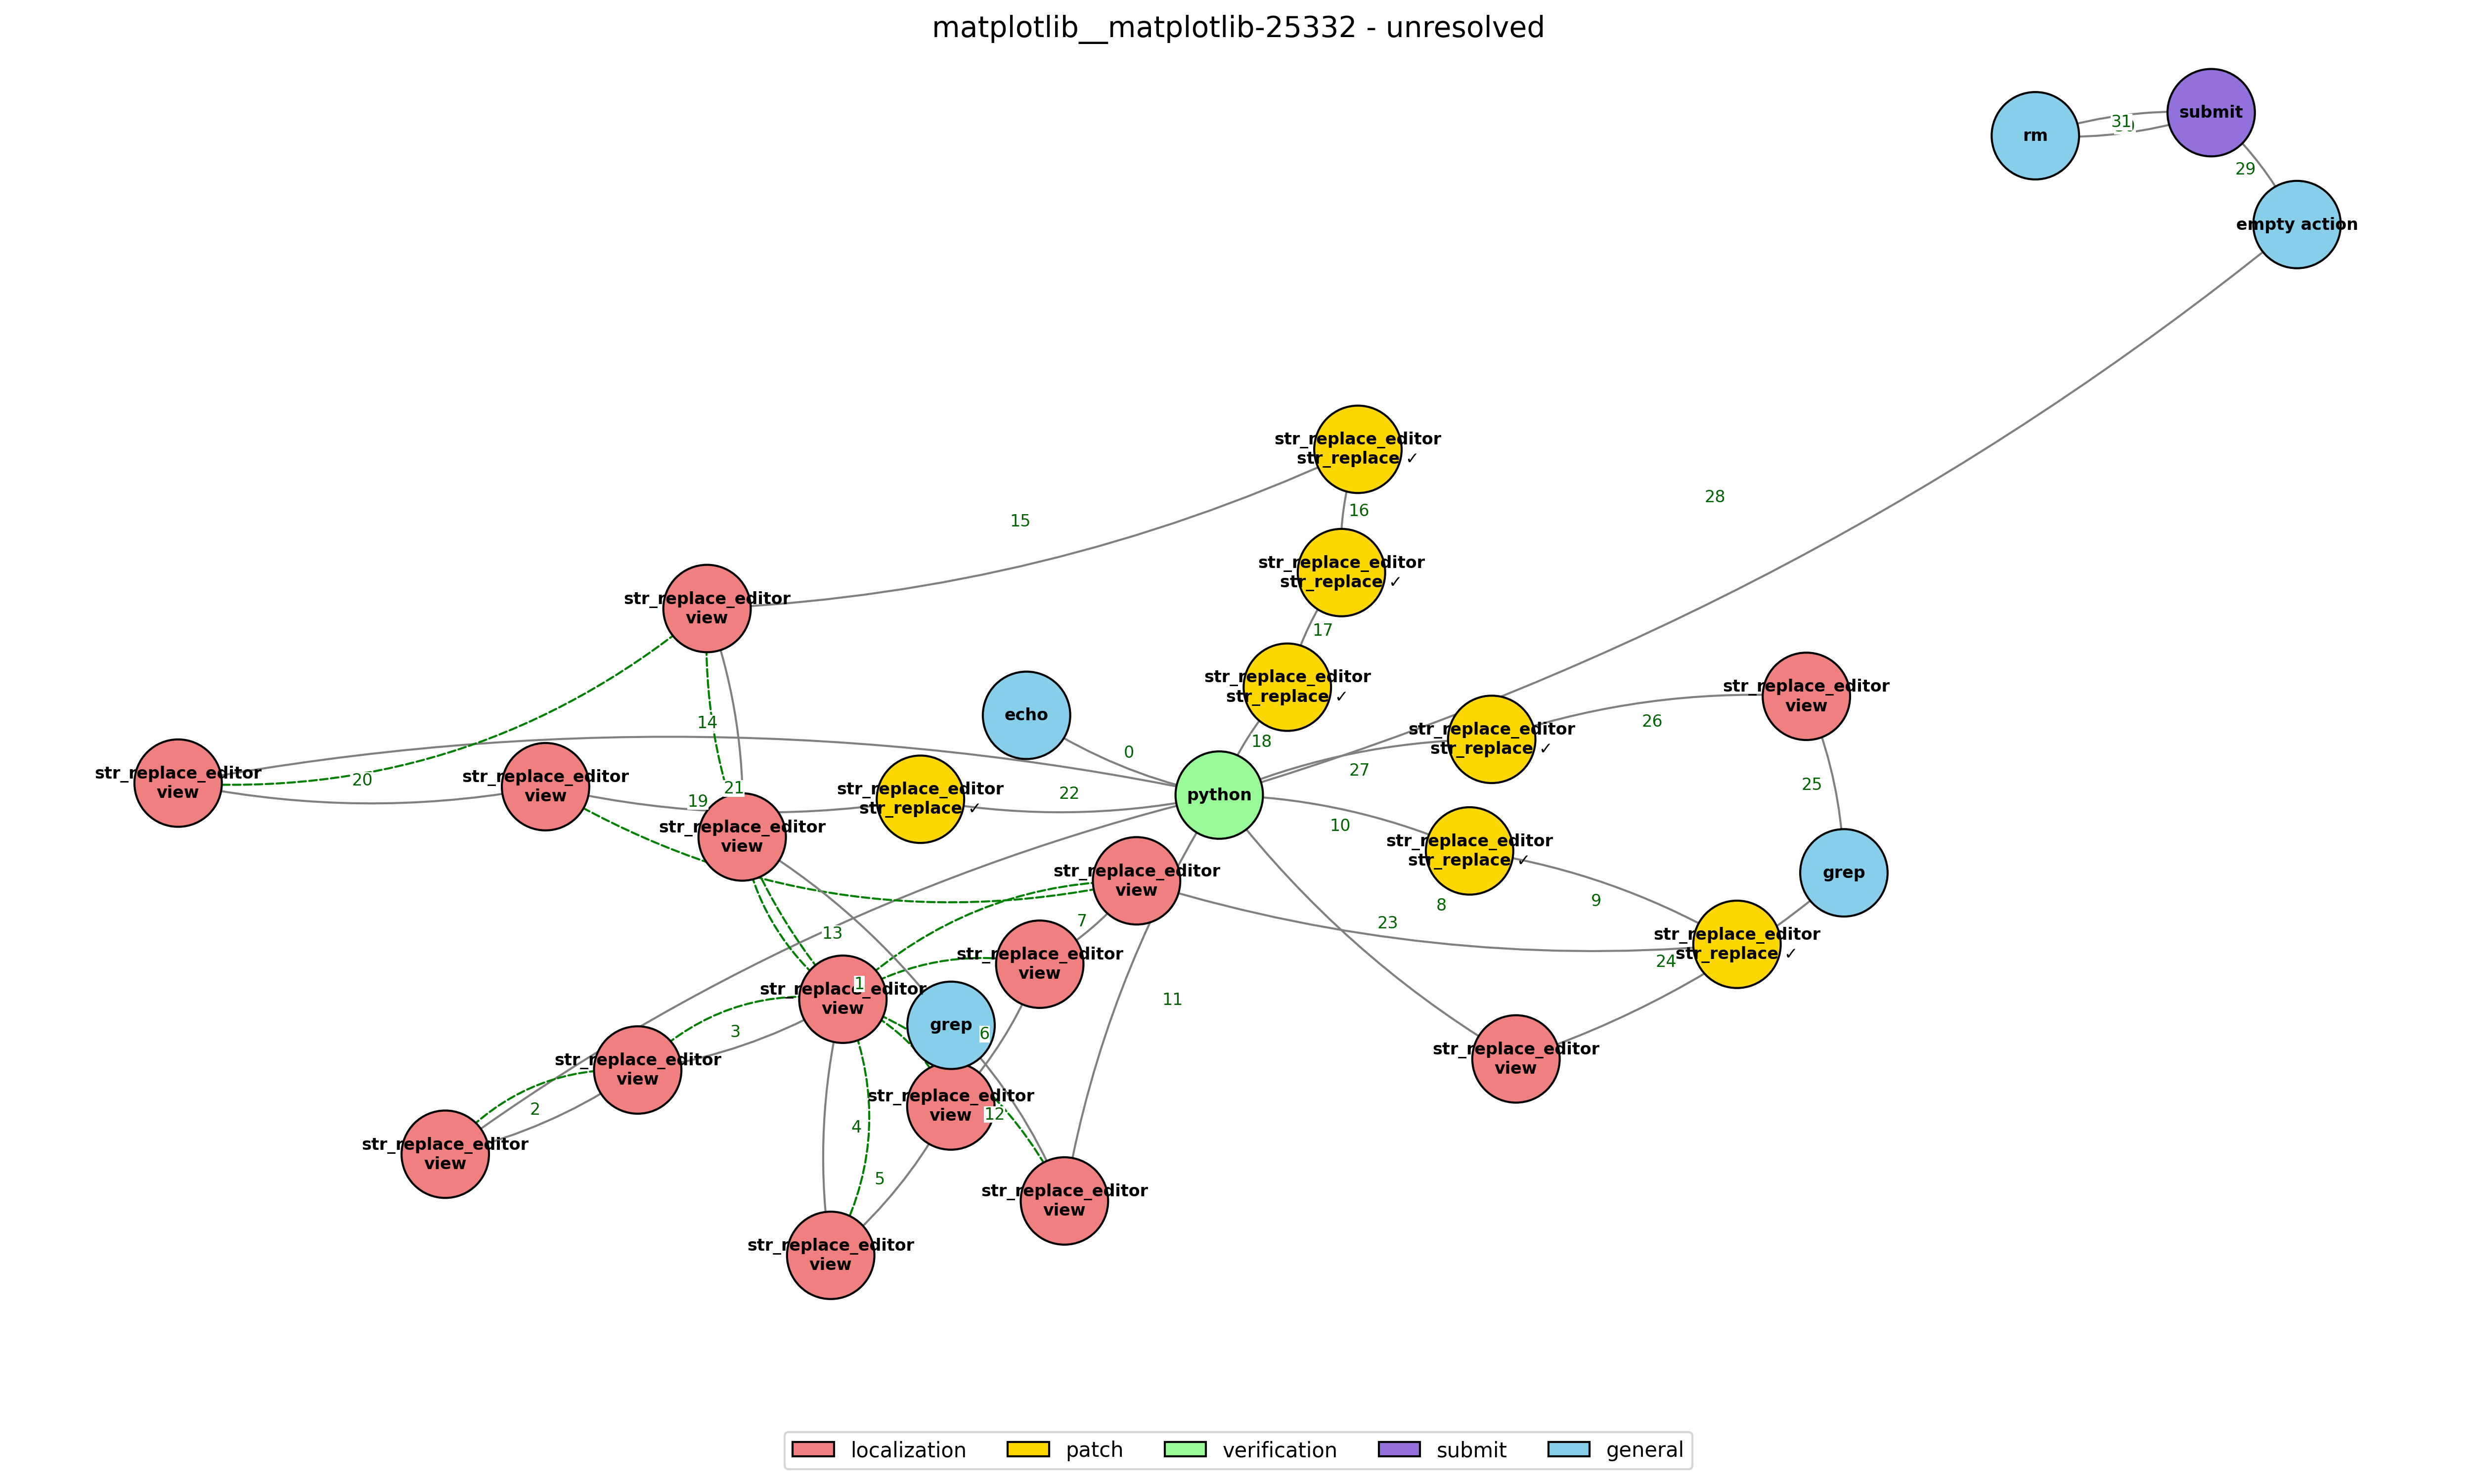 matplotlib__matplotlib-25332 - unresolved
submit
rm
31
29
empty action
str_replace_editor
str_replace ✓
28
16
15
str_replace_editor
str_replace ✓
str_replace_editor
view
17
str_replace_editor
str_replace ✓
str_replace_editor
view
echo
14
26
18
str_replace_editor
str_replace ✓
0
27
str_replace_editor
view
20
str_replace_editor
view
21
19
str_replace_editor
str_replace ✓
22
python
25
10
str_replace_editor
view
str_replace_editor
str_replace ✓
str_replace_editor
view
grep
9
8
7
23
13
str_replace_editor
str_replace ✓
24
str_replace_editor
view
1
str_replace_editor
view
11
grep
6
3
str_replace_editor
view
str_replace_editor
view
str_replace_editor
view
2
12
4
str_replace_editor
view
5
str_replace_editor
view
str_replace_editor
view
localization
patch
verification
submit
general